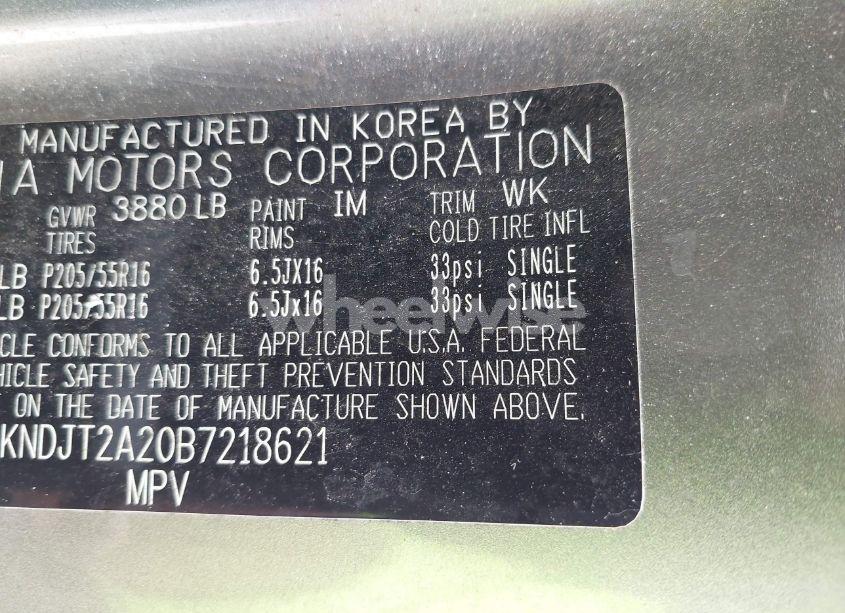 MANUFACTURED IN KOREA BY
IA MOTORS CORPORATION
GVWR 3880 LB PAINT IM TRIM WK
TIRES RIMS COLD TIRE INFL
LB P205/55R16 6.5JX16 33psi SINGLE
LB P205/55R16 6.5Jx16 33psi SINGLE
wheelwise
CLE CONFORMS TO ALL APPLICABLE U.S.A. FEDERAL
HICLE SAFETY AND THEFT PREVENTION STANDARDS
T ON THE DATE OF MANUFACTURE SHOWN ABOVE.
KNDJT2A20B7218621
MPV